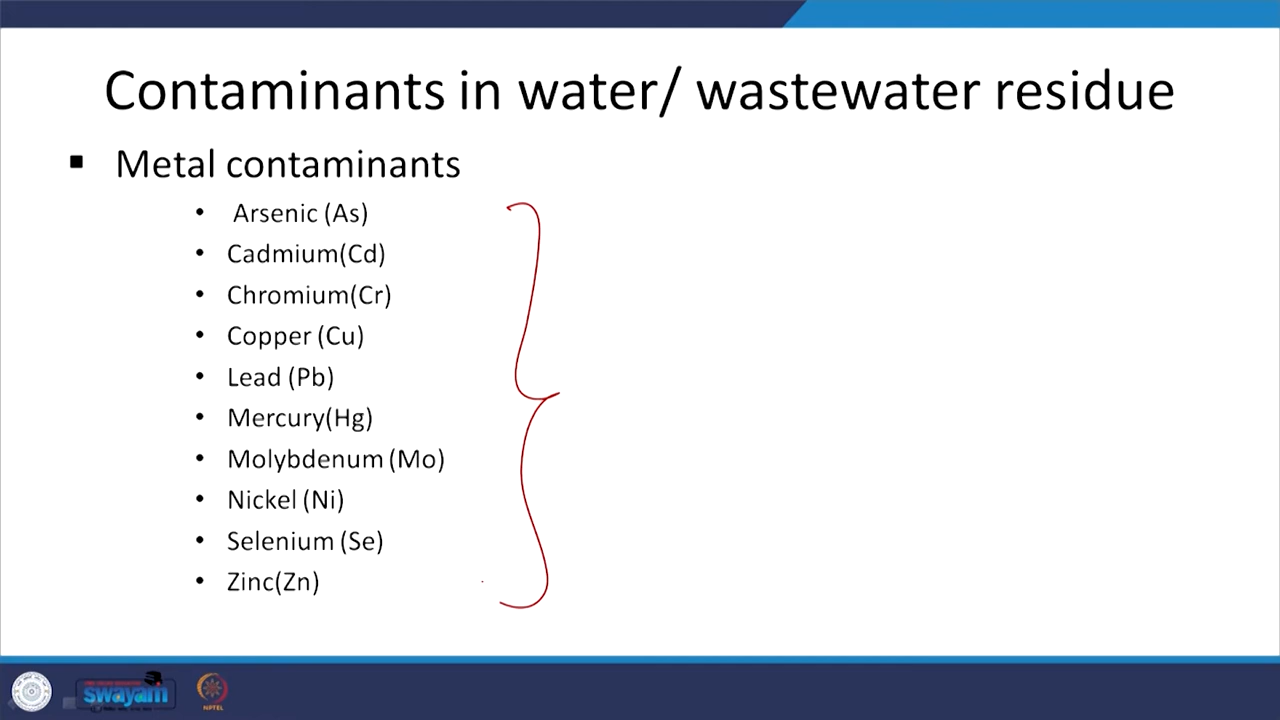 Contaminants in water/ wastewater residue
▪ Metal contaminants
• Arsenic (As)
• Cadmium(Cd)
• Chromium(Cr)
• Copper (Cu)
• Lead (Pb)
• Mercury(Hg)
• Molybdenum (Mo)
• Nickel (Ni)
• Selenium (Se)
• Zinc(Zn)
swayam
NPTEL